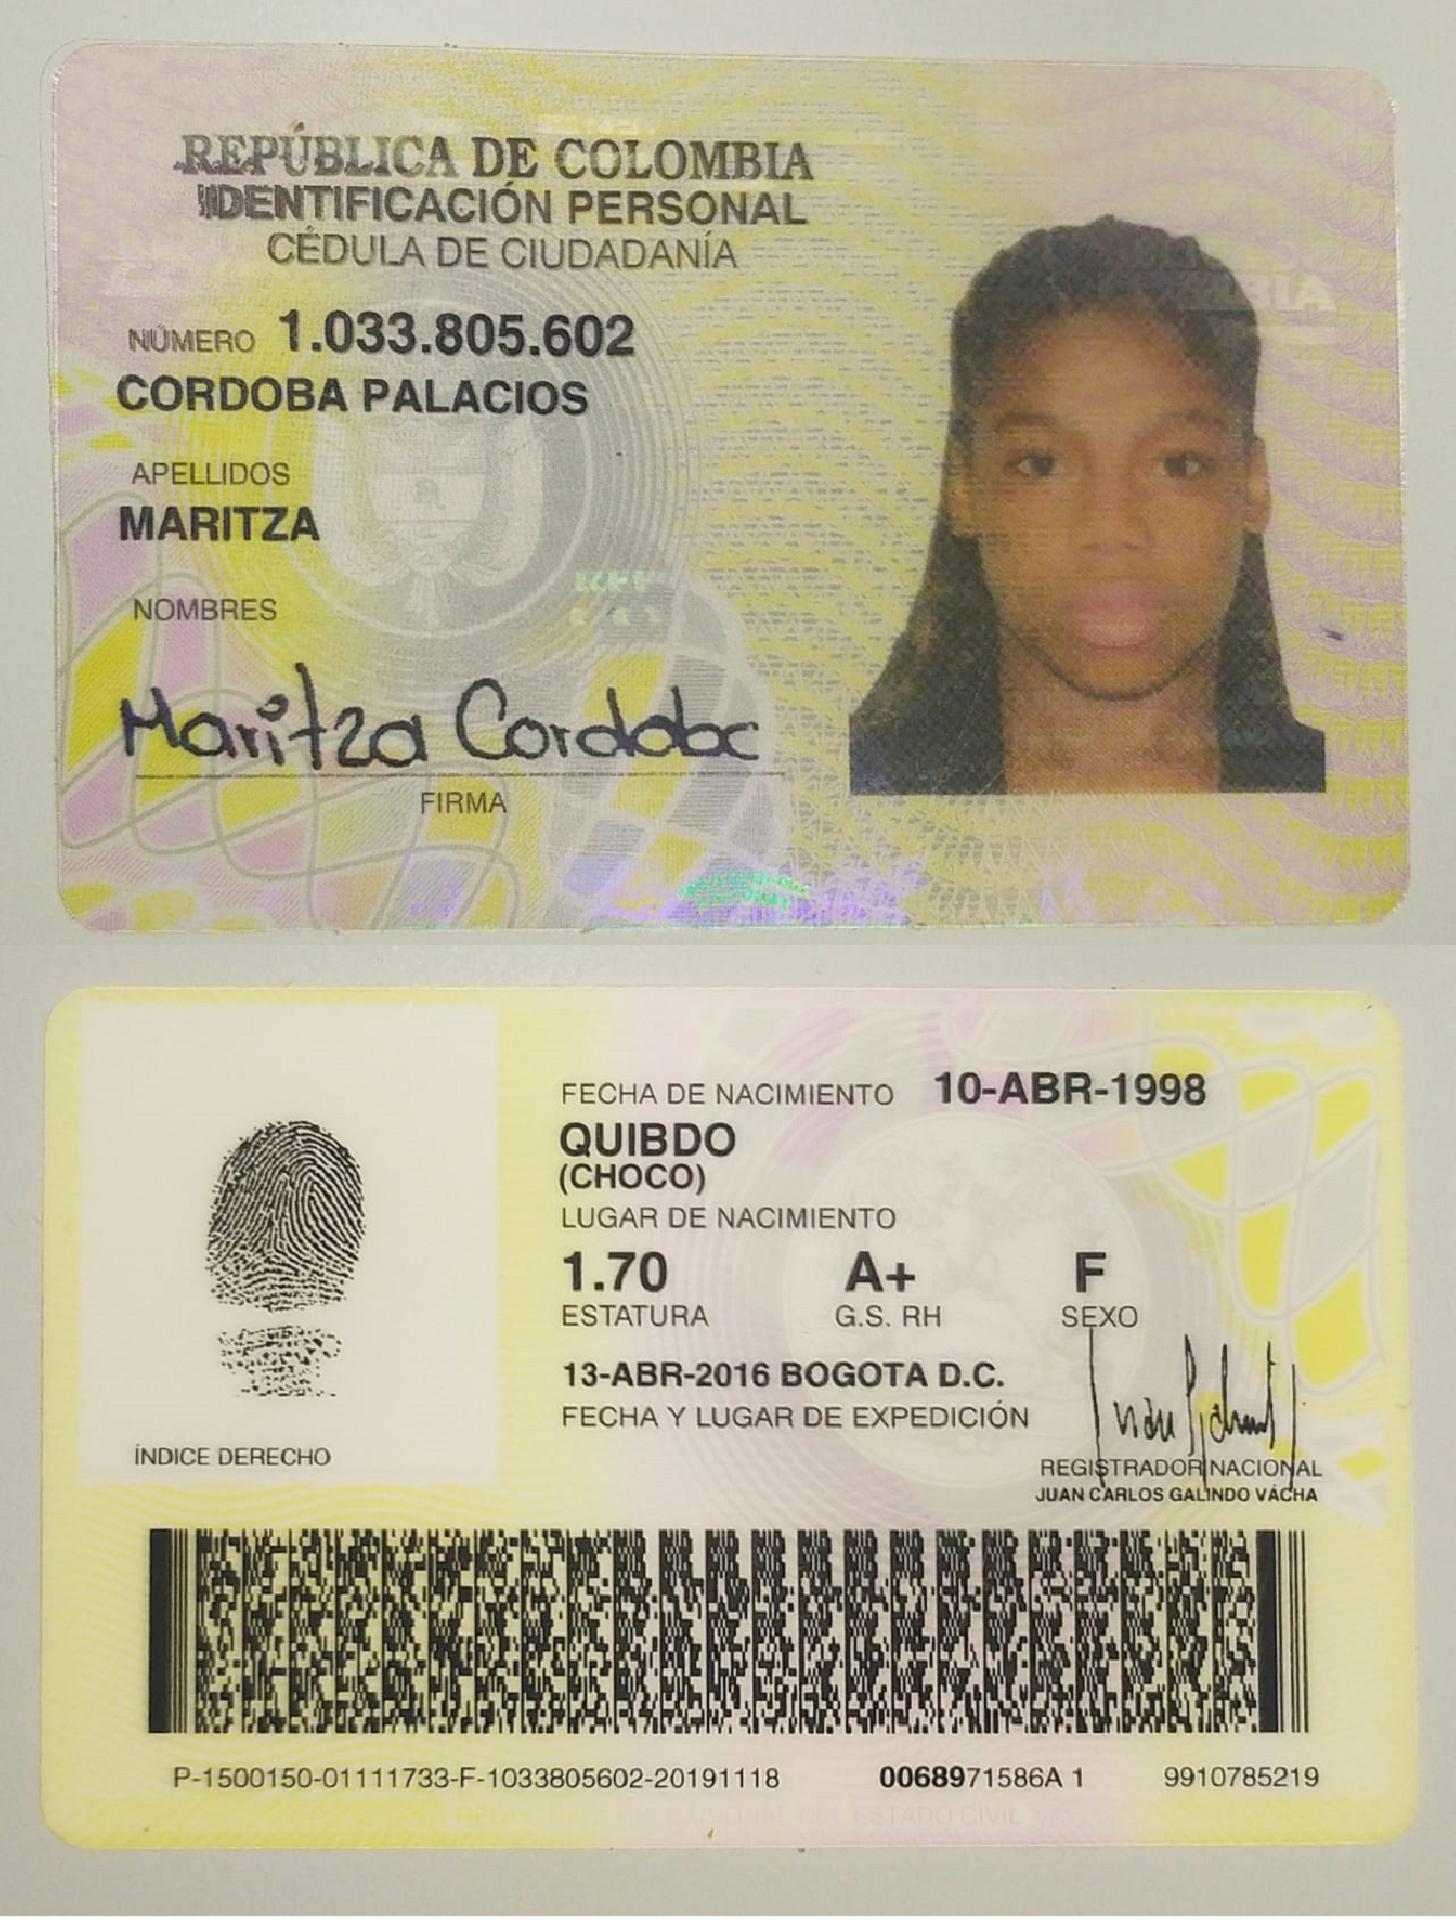 REPÚBLICA DE COLOMBIA
IDENTIFICACIÓN PERSONAL
CÉDULA DE CIUDADANÍA
NÚMERO 1.033.805.602
CORDOBA PALACIOS
APELLIDOS
MARITZA
NOMBRES
Maritza Cordoba
FIRMA
FECHA DE NACIMIENTO 10-ABR-1998
QUIBDO
(CHOCO)
LUGAR DE NACIMIENTO
1.70 A+ F
ESTATURA G.S. RH SEXO
13-ABR-2016 BOGOTA D.C.
FECHA Y LUGAR DE EXPEDICIÓN
ÍNDICE DERECHO
REGISTRADOR NACIONAL
JUAN CARLOS GALINDO VÁCHA
P-1500150-01111733-F-1033805602-20191118 0068971586A 1 9910785219